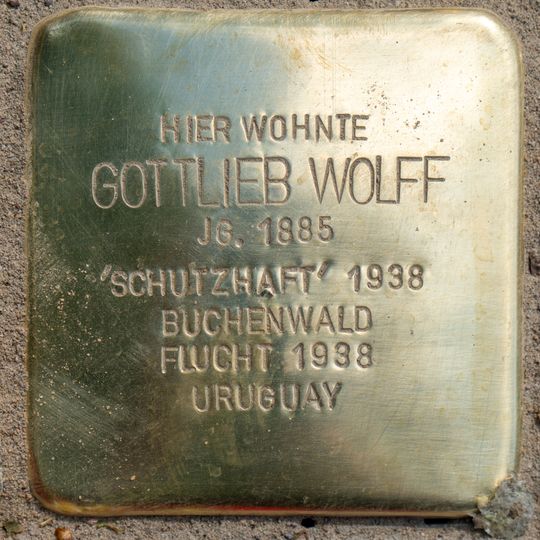 HIER WOHNTE
GOTTLIEB WOLFF
JG. 1885
'SCHUTZHAFT' 1938
BUCHENWALD
FLUCHT 1938
URUGUAY